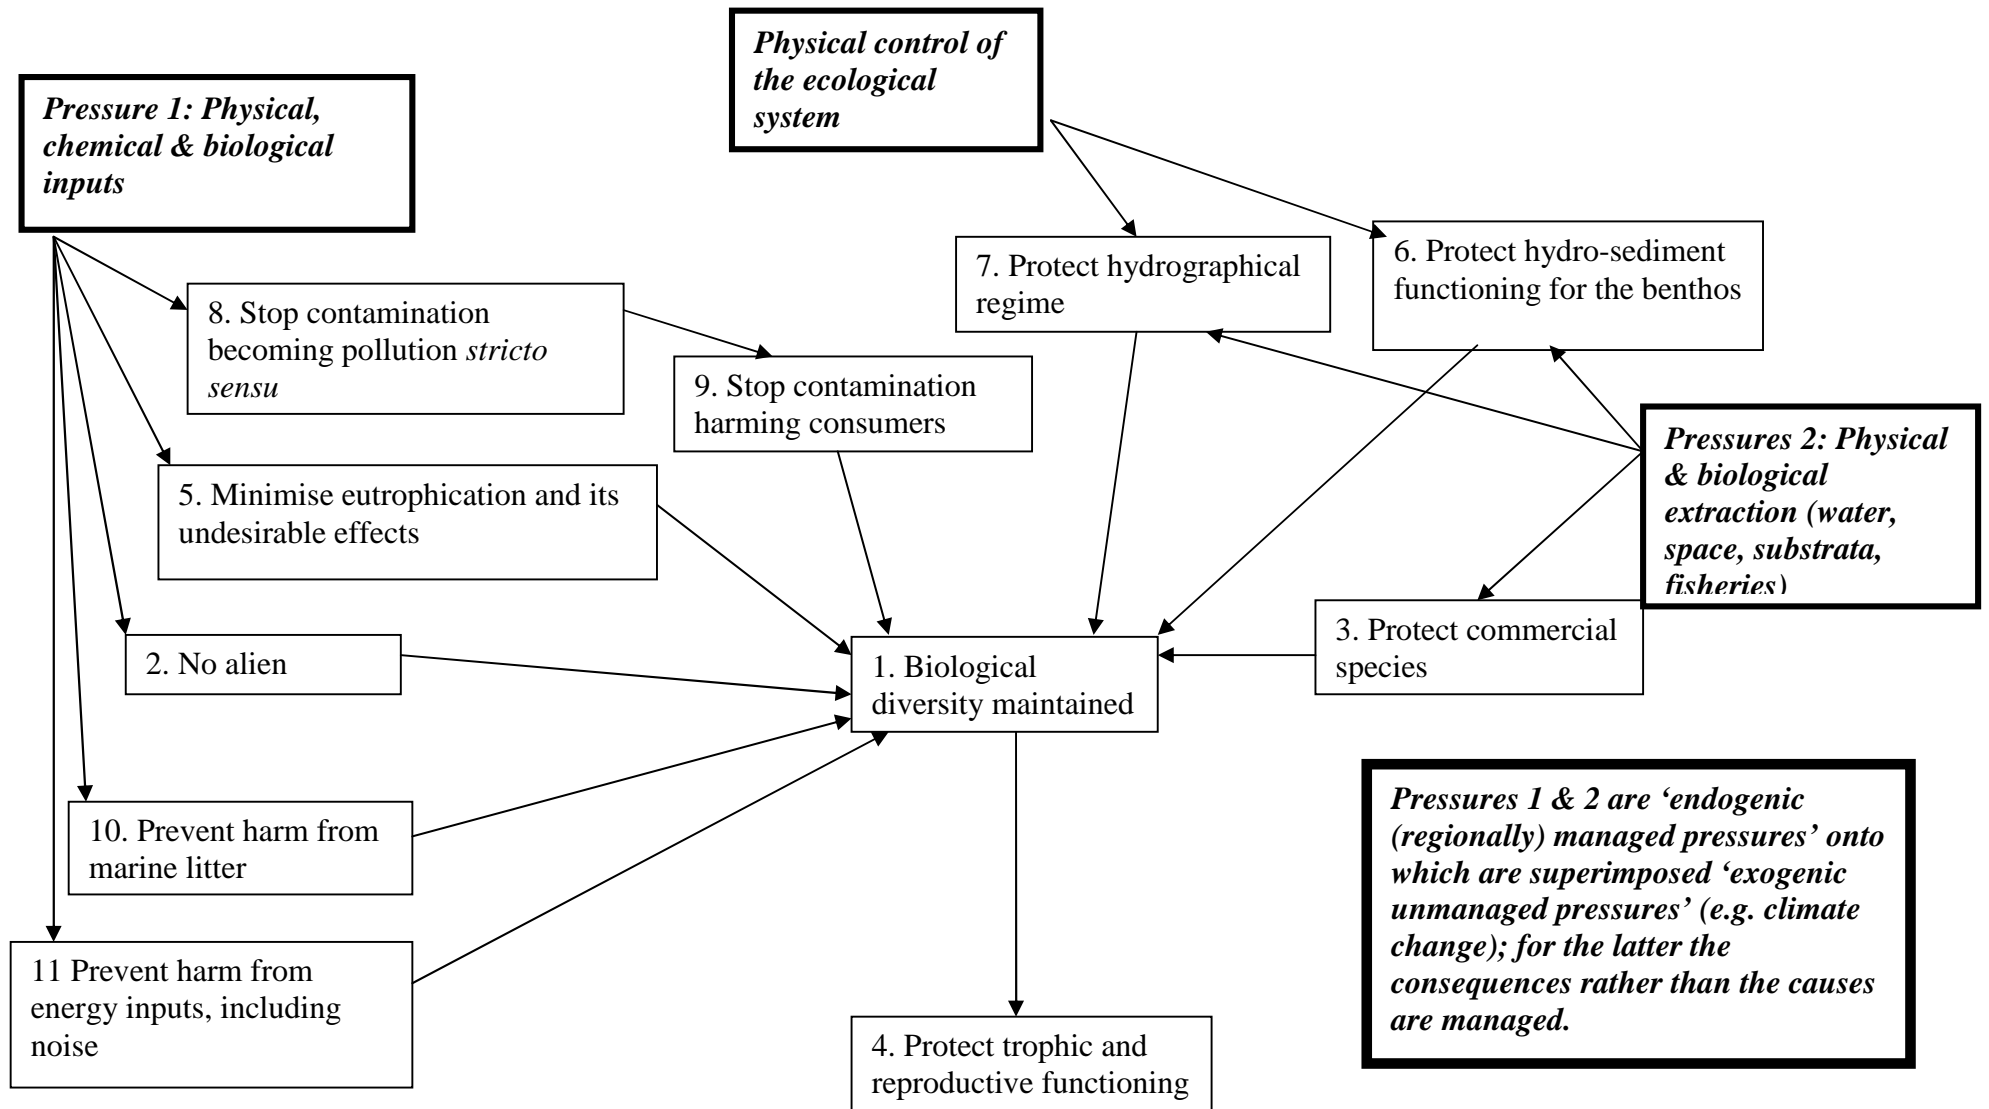 Physical control of
the ecological
system
Pressure 1: Physical,
chemical & biological
inputs
7. Protect hydrographical
regime
6. Protect hydro-sediment
functioning for the benthos
8. Stop contamination
becoming pollution stricto
sensu
9. Stop contamination
harming consumers
Pressures 2: Physical
& biological
extraction (water,
space, substrata,
fisheries)
5. Minimise eutrophication and its
undesirable effects
2. No alien
1. Biological
diversity maintained
3. Protect commercial
species
10. Prevent harm from
marine litter
Pressures 1 & 2 are ‘endogenic
(regionally) managed pressures’ onto
which are superimposed ‘exogenic
unmanaged pressures’ (e.g. climate
change); for the latter the
consequences rather than the causes
are managed.
11 Prevent harm from
energy inputs, including
noise
4. Protect trophic and
reproductive functioning